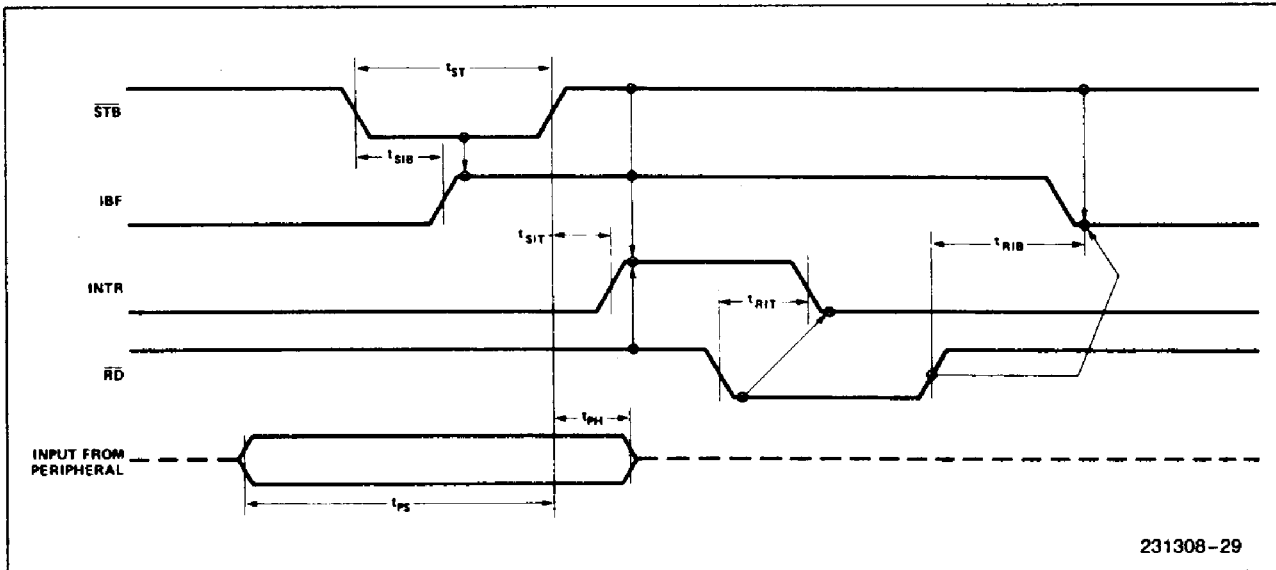 tST
STB
tSIB
IBF
tSIT
tRIB
INTR
tRIT
RD
tPH
INPUT FROM
PERIPHERAL
tPS
231308-29